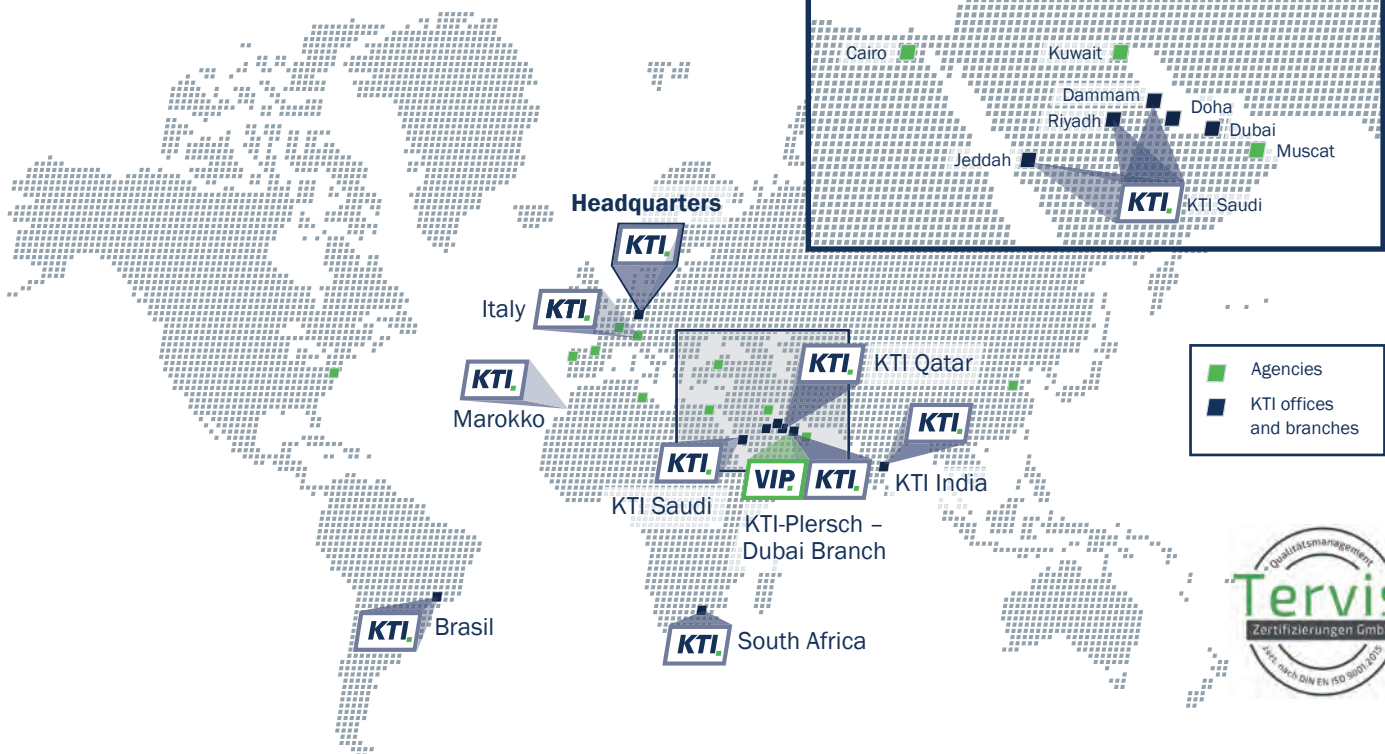 Cairo
Kuwait
Dammam
Doha
Riyadh
Dubai
Muscat
Jeddah
KTI.
KTI Saudi
Headquarters
KTI.
Italy
KTI.
KTI.
KTI Qatar
KTI.
Marokko
KTI.
KTI.
KTI Saudi
VIP.
KTI.
KTI India
KTI-Plersch –
Dubai Branch
KTI.
Brasil
KTI.
South Africa
Agencies
KTI offices
and branches
Qualitätsmanagement
Tervis
Zertifizierungen Gmb
zert. nach DIN EN ISO 9001:2015